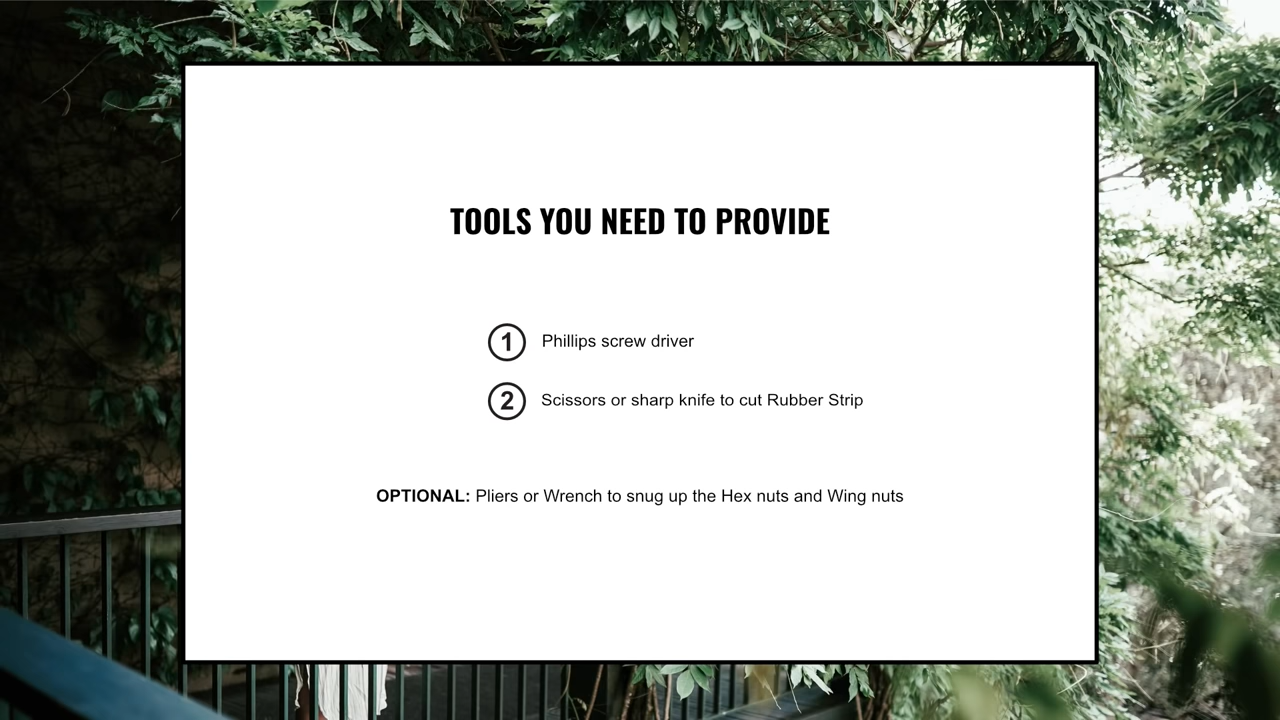 TOOLS YOU NEED TO PROVIDE
1 Phillips screw driver
2 Scissors or sharp knife to cut Rubber Strip
OPTIONAL: Pliers or Wrench to snug up the Hex nuts and Wing nuts